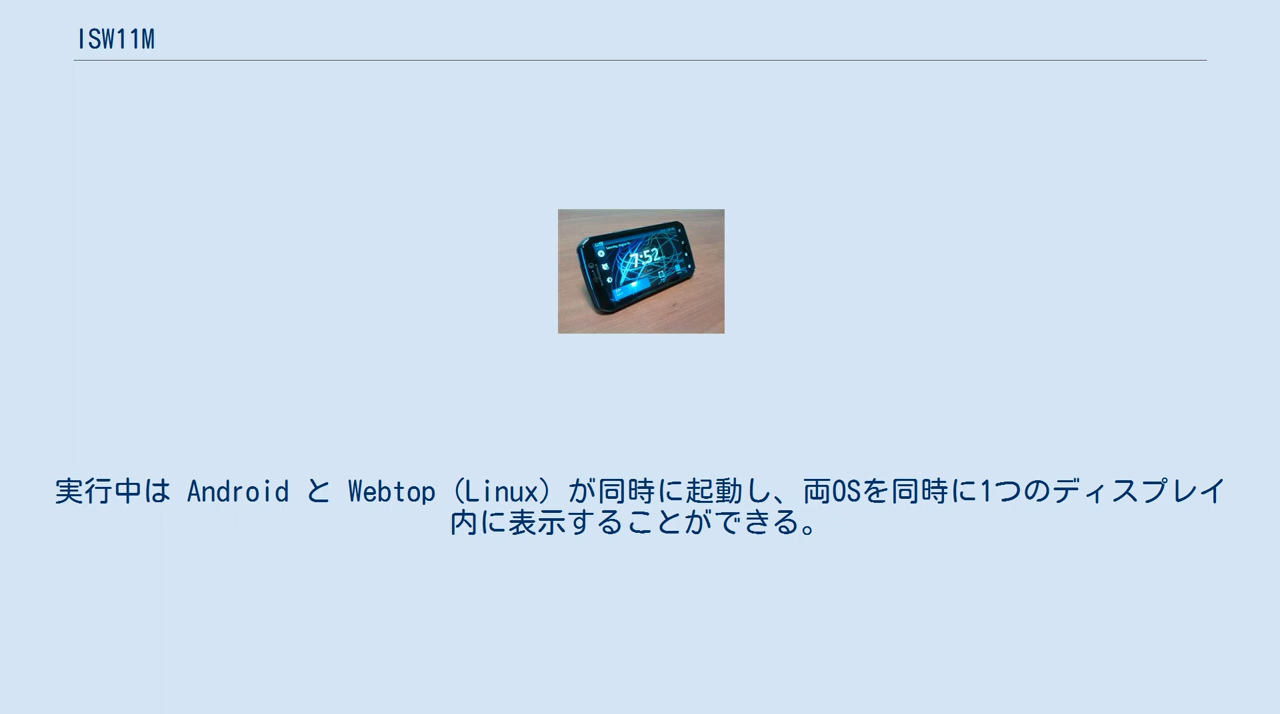 ISW11M
7:52
実行中は Android と Webtop（Linux）が同時に起動し、両OSを同時に1つのディスプレイ
内に表示することができる。